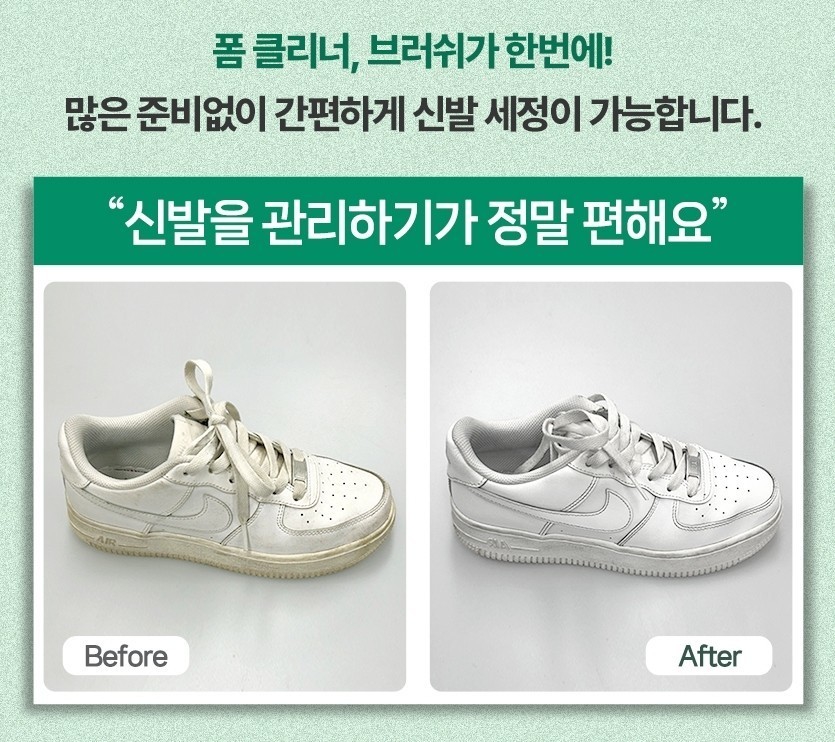 폼 클리너, 브러쉬가 한번에!
많은 준비없이 간편하게 신발 세정이 가능합니다.
“신발을 관리하기가 정말 편해요”
AIR
Before
After